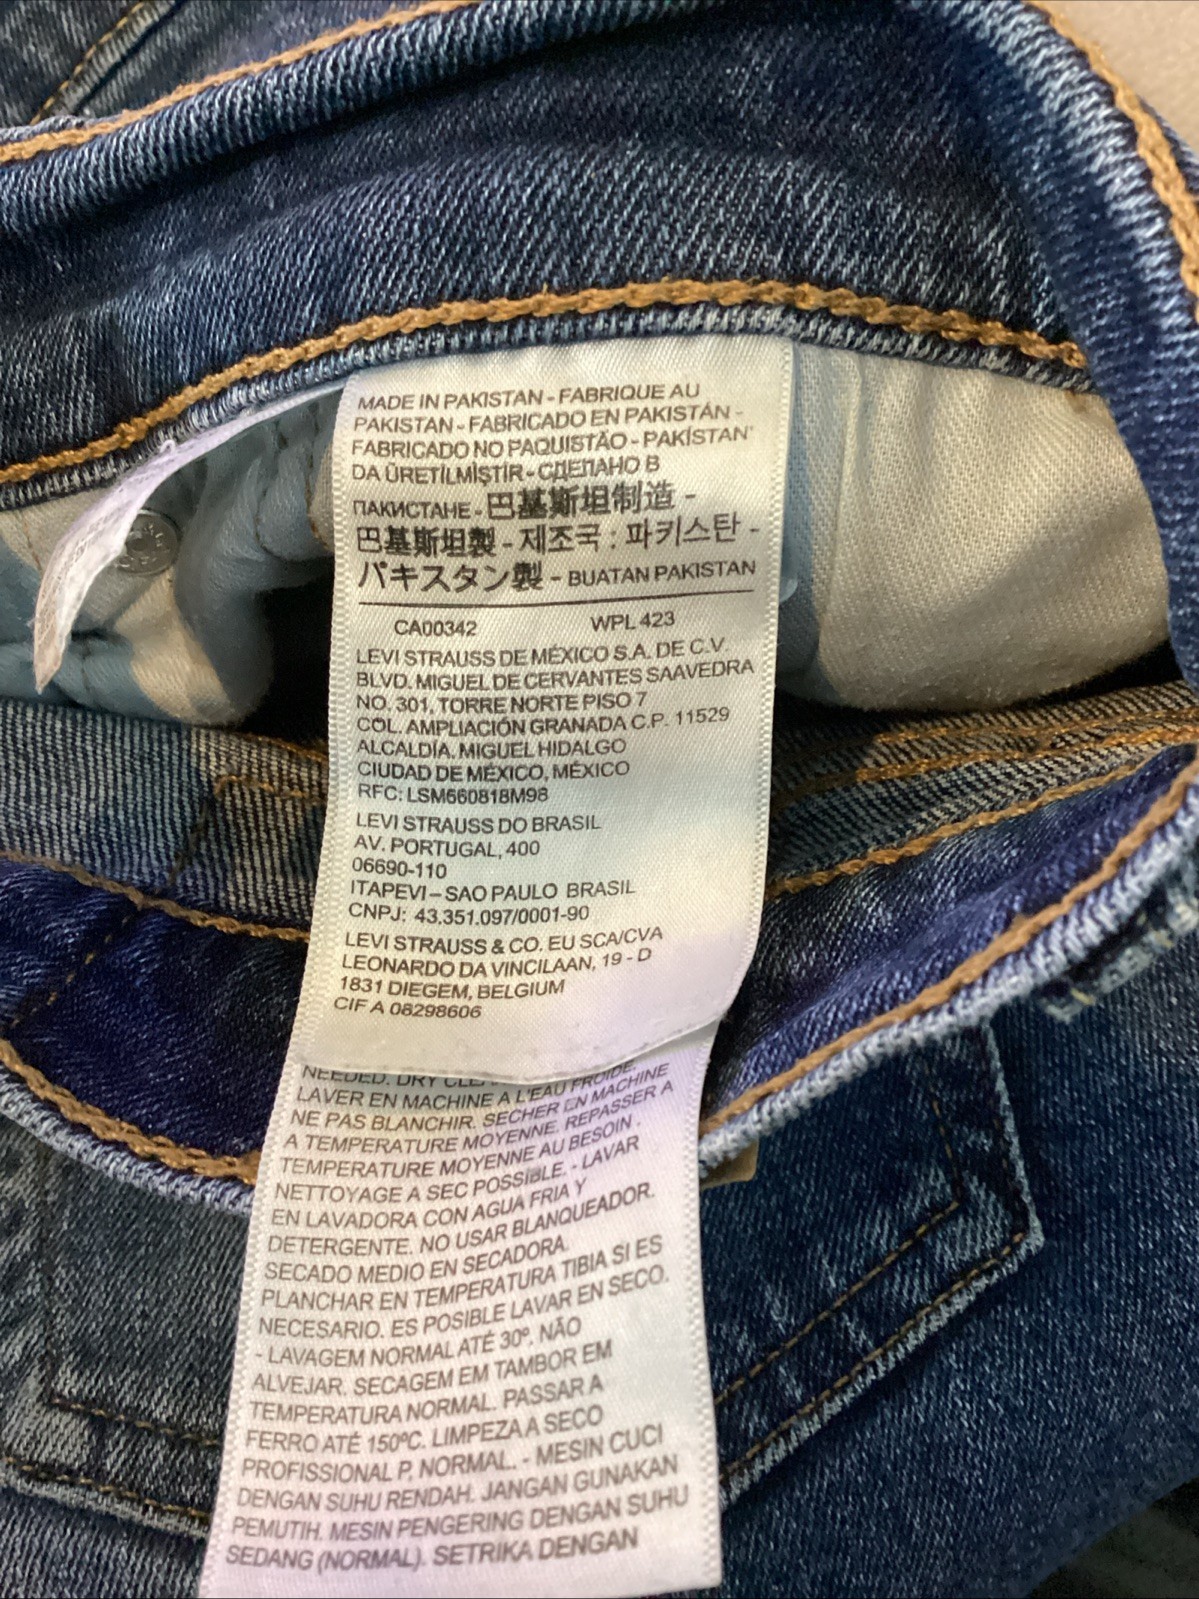 MADE IN PAKISTAN - FABRIQUE AU
PAKISTAN - FABRICADO EN PAKISTÁN -
FABRICADO NO PAQUISTÃO - PAKİSTAN'
DA ÜRETİLMİŞTİR - СДЕЛАНО В
ПАКИСТАНЕ - 巴基斯坦制造 -
巴基斯坦製 - 제조국 : 파키스탄 -
パキスタン製 - BUATAN PAKISTAN
CA00342 WPL 423
LEVI STRAUSS DE MÉXICO S.A. DE C.V.
BLVD. MIGUEL DE CERVANTES SAAVEDRA
NO. 301, TORRE NORTE PISO 7
COL. AMPLIACIÓN GRANADA C.P. 11529
ALCALDÍA. MIGUEL HIDALGO
CIUDAD DE MÉXICO, MÉXICO
RFC: LSM660818M98
LEVI STRAUSS DO BRASIL
AV. PORTUGAL, 400
06690-110
ITAPEVI – SAO PAULO BRASIL
CNPJ: 43.351.097/0001-90
LEVI STRAUSS & CO. EU SCA/CVA
LEONARDO DA VINCILAAN, 19 - D
1831 DIEGEM, BELGIUM
CIF A 08298606
NEEDED. DRY
LAVER EN MACHINE A L'EAU FROIDE.
NE PAS BLANCHIR. SECHER EN MACHINE
A TEMPERATURE MOYENNE. REPASSER A
TEMPERATURE MOYENNE AU BESOIN.
NETTOYAGE A SEC POSSIBLE. - LAVAR
EN LAVADORA CON AGUA FRIA Y
DETERGENTE. NO USAR BLANQUEADOR.
SECADO MEDIO EN SECADORA.
PLANCHAR EN TEMPERATURA TIBIA SI ES
NECESARIO. ES POSIBLE LAVAR EN SECO.
- LAVAGEM NORMAL ATÉ 30º. NÃO
ALVEJAR. SECAGEM EM TAMBOR EM
TEMPERATURA NORMAL. PASSAR A
FERRO ATÉ 150ºC. LIMPEZA A SECO
PROFISSIONAL P, NORMAL. - MESIN CUCI
DENGAN SUHU RENDAH. JANGAN GUNAKAN
PEMUTIH. MESIN PENGERING DENGAN SUHU
SEDANG (NORMAL). SETRIKA DENGAN